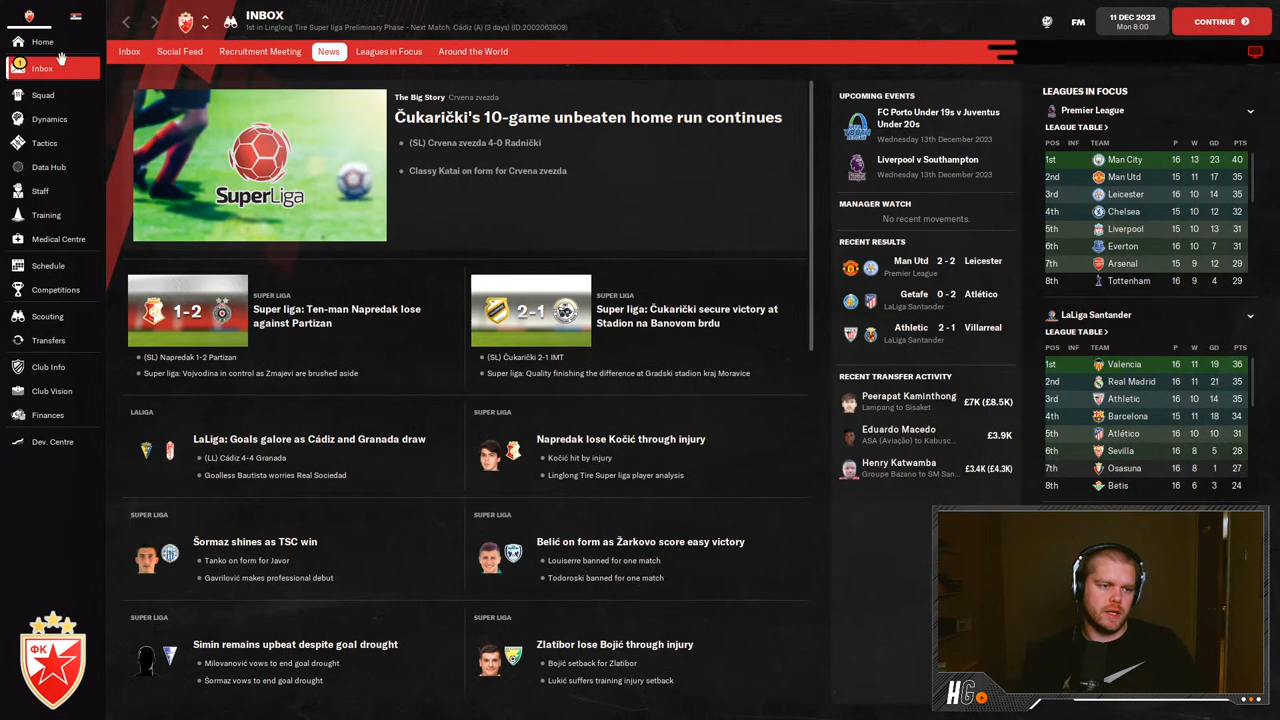 INBOX
1st in Linglong Tire Super liga Preliminary Phase - Next Match: Cádiz (A) (3 days) (ID:2002063909)
FM
11 DEC 2023
Mon 8:00
CONTINUE
Home
1
Inbox
Squad
Dynamics
Tactics
Data Hub
Staff
Training
Medical Centre
Schedule
Competitions
Scouting
Transfers
Club Info
Club Vision
Finances
Dev. Centre
ФК
Inbox Social Feed Recruitment Meeting News Leagues in Focus Around the World
SuperLiga
The Big Story Crvena zvezda
Čukarički's 10-game unbeaten home run continues
(SL) Crvena zvezda 4-0 Radnički
Classy Katai on form for Crvena zvezda
1-2
SUPER LIGA
Super liga: Ten-man Napredak lose
against Partizan
(SL) Napredak 1-2 Partizan
Super liga: Vojvodina in control as Zmajevi are brushed aside
2-1
SUPER LIGA
Super liga: Čukarički secure victory at
Stadion na Banovom brdu
(SL) Čukarički 2-1 IMT
Super liga: Quality finishing the difference at Gradski stadion kraj Moravice
LALIGA
LaLiga: Goals galore as Cádiz and Granada draw
(LL) Cádiz 4-4 Granada
Goalless Bautista worries Real Sociedad
SUPER LIGA
Napredak lose Kočić through injury
Kočić hit by injury
Linglong Tire Super liga player analysis
SUPER LIGA
Šormaz shines as TSC win
Tanko on form for Javor
Gavrilović makes professional debut
SUPER LIGA
Belić on form as Žarkovo score easy victory
Louiserre banned for one match
Todoroski banned for one match
SUPER LIGA
Simin remains upbeat despite goal drought
Milovanović vows to end goal drought
Šormaz vows to end goal drought
SUPER LIGA
Zlatibor lose Bojić through injury
Bojić setback for Zlatibor
Lukić suffers training injury setback
UPCOMING EVENTS
FC Porto Under 19s v Juventus
Under 20s
Wednesday 13th December 2023
Liverpool v Southampton
Wednesday 13th December 2023
MANAGER WATCH
No recent movements.
RECENT RESULTS
Man Utd 2 - 2 Leicester
Premier League
Getafe 0 - 2 Atlético
LaLiga Santander
Athletic 2 - 1 Villarreal
LaLiga Santander
RECENT TRANSFER ACTIVITY
Peerapat Kaminthong £7K (£8.5K)
Lampang to Sisaket
Eduardo Macedo £3.9K
ASA (Aviação) to Kabusc...
Henry Katwamba £3.4K (£4.3K)
Groupe Bazano to SM San...
LEAGUES IN FOCUS
Premier League
LEAGUE TABLE
POS INF TEAM P W GD PTS
1st Man City 16 13 23 40
2nd Man Utd 15 11 17 35
3rd Leicester 16 10 14 35
4th Chelsea 15 10 12 32
5th Liverpool 15 10 13 31
6th Everton 16 10 7 31
7th Arsenal 15 9 12 29
8th Tottenham 16 9 4 29
LaLiga Santander
LEAGUE TABLE
POS INF TEAM P W GD PTS
1st Valencia 16 11 19 36
2nd Real Madrid 16 11 21 35
3rd Athletic 16 10 14 35
4th Barcelona 15 11 18 34
5th Atlético 16 10 10 31
6th Sevilla 16 8 5 28
7th Osasuna 16 8 1 27
8th Betis 16 6 3 24
HG